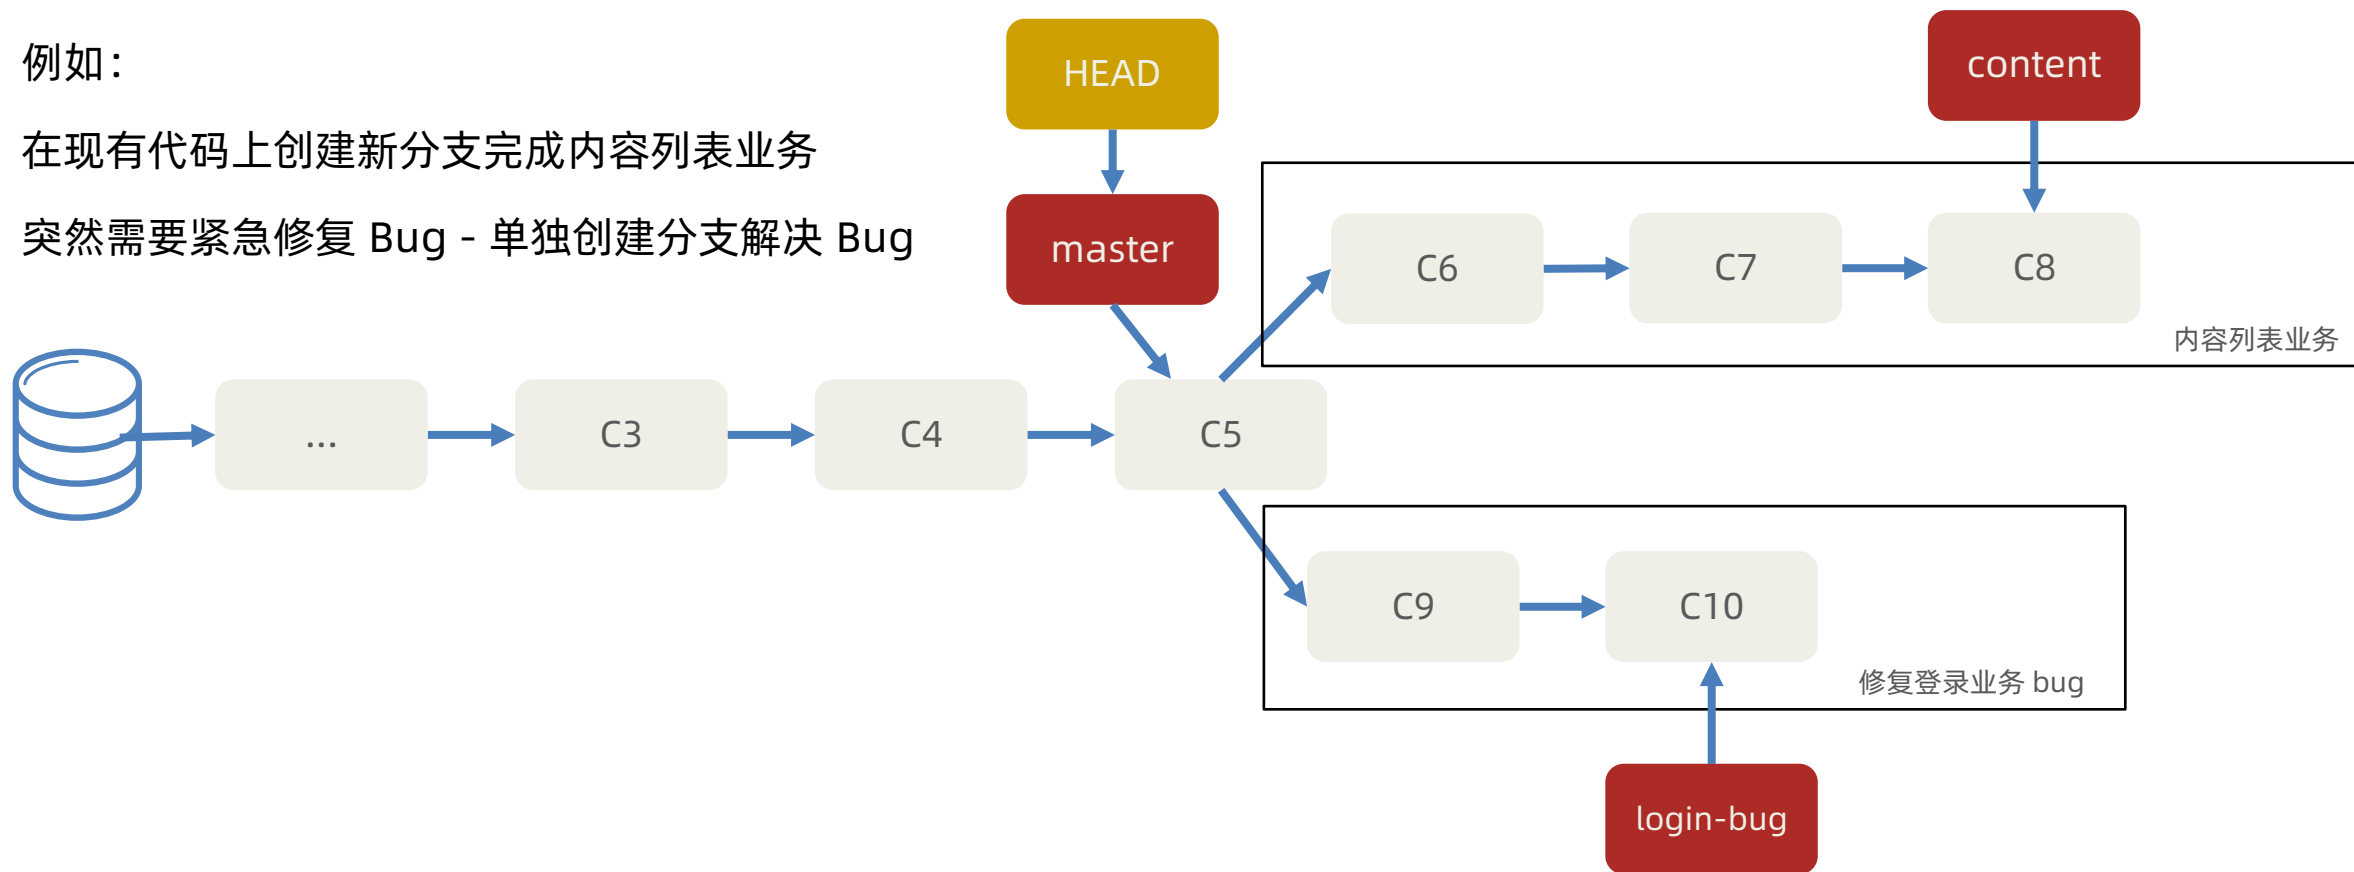 例如：
在现有代码上创建新分支完成内容列表业务
突然需要紧急修复 Bug - 单独创建分支解决 Bug
HEAD
content
master
C6
C7
C8
内容列表业务
...
C3
C4
C5
C9
C10
修复登录业务 bug
login-bug